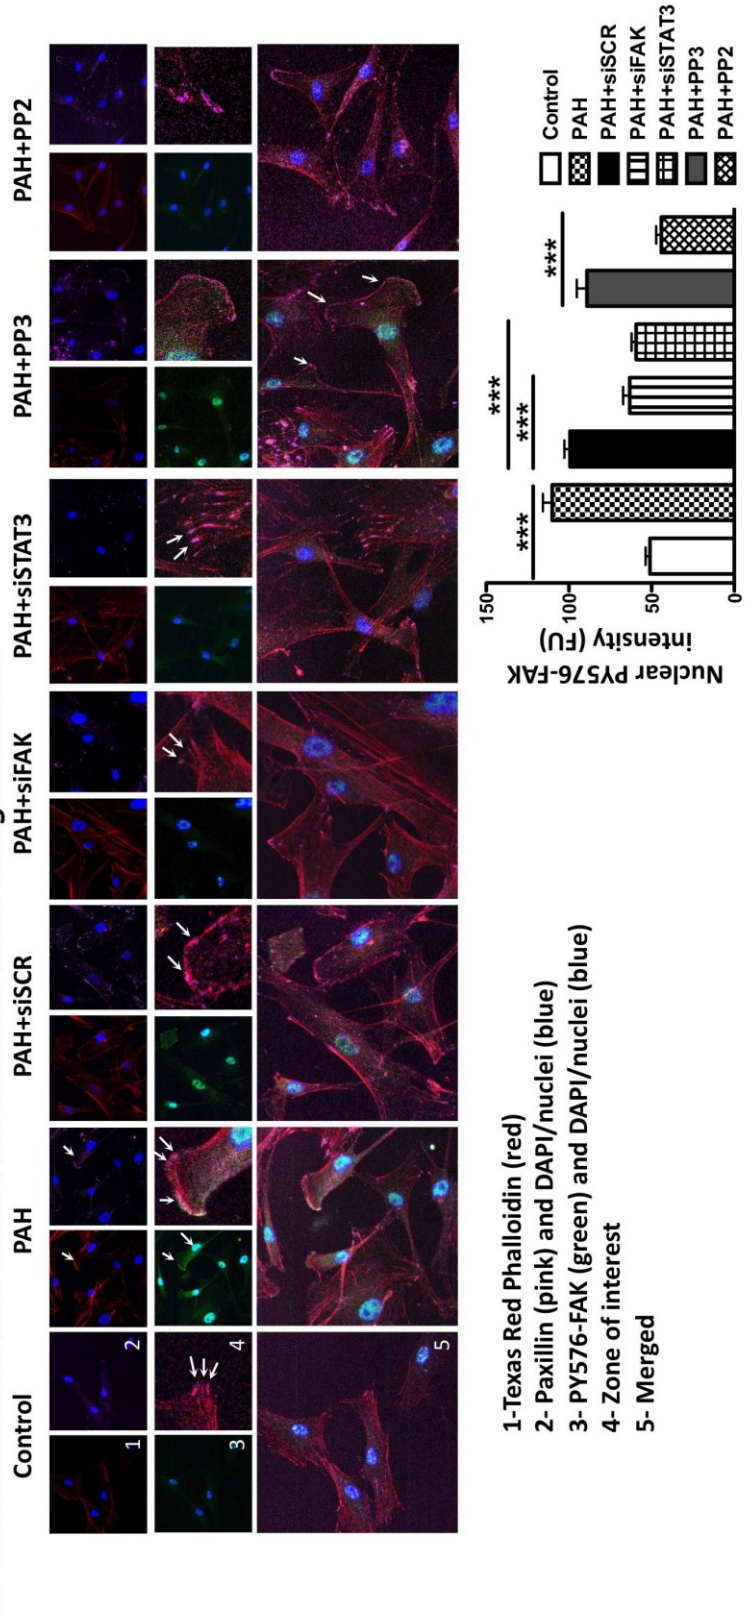 Control
PAH
PAH+siSCR
PAH+siFAK
PAH+siSTAT3
PAH+PP3
PAH+PP2
1
2
3
4
5
1-Texas Red Phalloidin (red)
2- Paxillin (pink) and DAPI/nuclei (blue)
3- PY576-FAK (green) and DAPI/nuclei (blue)
4- Zone of interest
5- Merged
Nuclear PY576-FAK
intensity (FU)
150
100
50
0
***
***
***
***
Control
PAH
PAH+siSCR
PAH+siFAK
PAH+siSTAT3
PAH+PP3
PAH+PP2